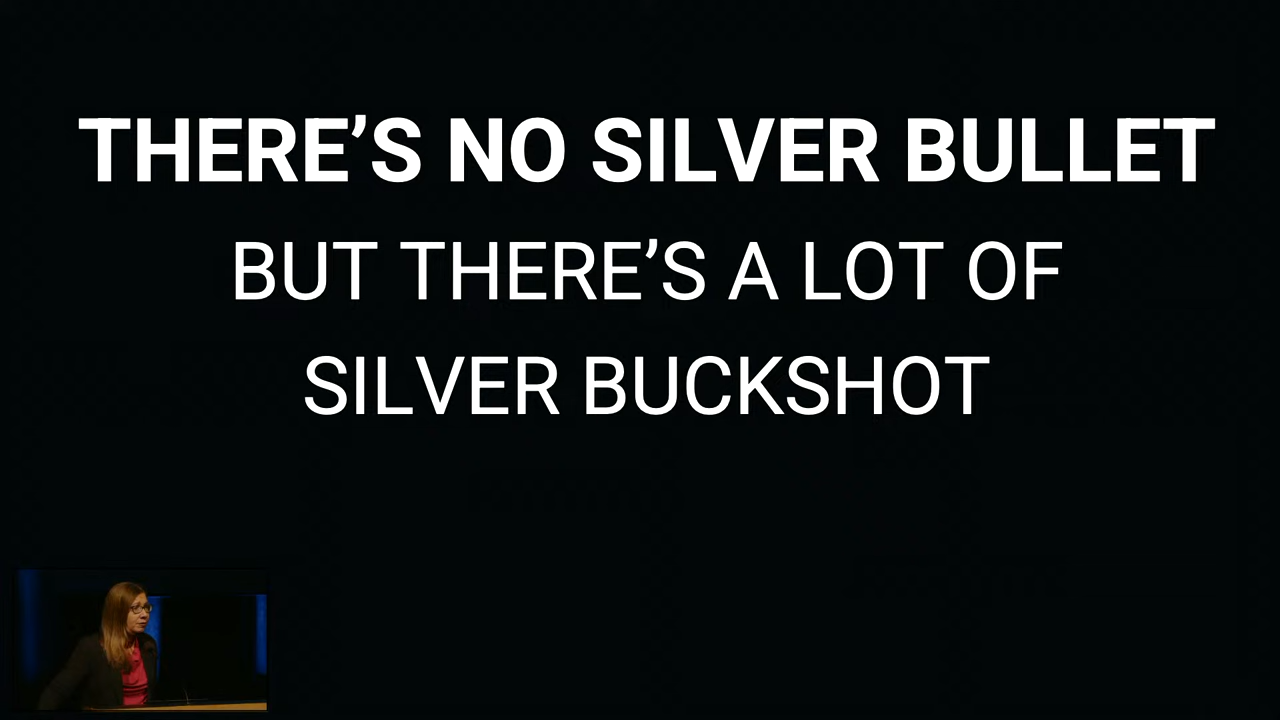 THERE’S NO SILVER BULLET
BUT THERE’S A LOT OF
SILVER BUCKSHOT